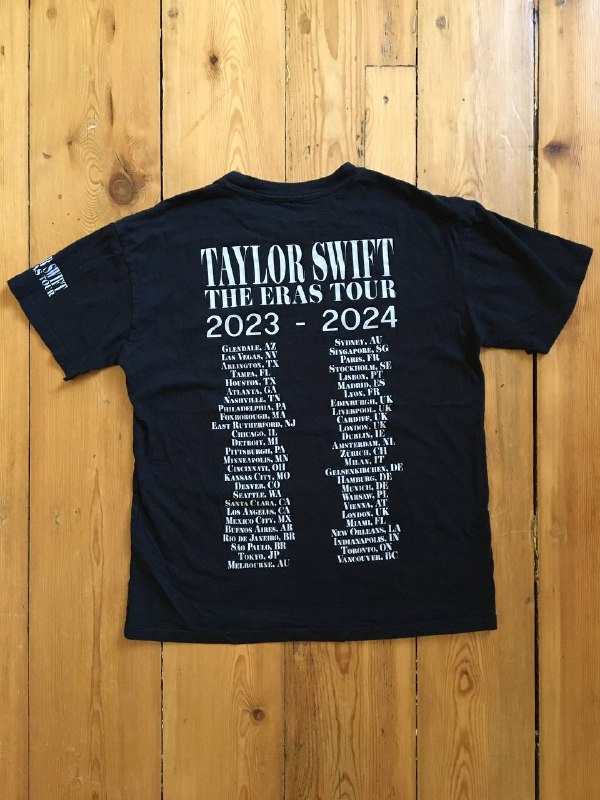 TAYLOR SWIFT
THE ERAS TOUR
2023 - 2024
GLENDALE, AZ
LAS VEGAS, NV
ARLINGTON, TX
TAMPA, FL
HOUSTON, TX
ATLANTA, GA
NASHVILLE, TN
PHILADELPHIA, PA
FOXBOROUGH, MA
EAST RUTHERFORD, NJ
CHICAGO, IL
DETROIT, MI
PITTSBURGH, PA
MINNEAPOLIS, MN
CINCINNATI, OH
KANSAS CITY, MO
DENVER, CO
SEATTLE, WA
SANTA CLARA, CA
LOS ANGELES, CA
MEXICO CITY, MX
BUENOS AIRES, AR
RIO DE JANEIRO, BR
SÃO PAULO, BR
TOKYO, JP
MELBOURNE, AU
SYDNEY, AU
SINGAPORE, SG
PARIS, FR
STOCKHOLM, SE
LISBON, PT
MADRID, ES
LYON, FR
EDINBURGH, UK
LIVERPOOL, UK
CARDIFF, UK
LONDON, UK
DUBLIN, IE
AMSTERDAM, NL
ZÜRICH, CH
MILAN, IT
GELSENKIRCHEN, DE
HAMBURG, DE
MUNICH, DE
WARSAW, PL
VIENNA, AT
LONDON, UK
MIAMI, FL
NEW ORLEANS, LA
INDIANAPOLIS, IN
TORONTO, ON
VANCOUVER, BC
SWIFT
ERAS TOUR